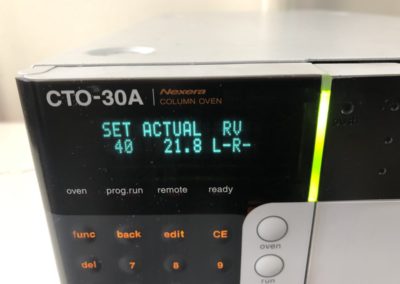 CTO-30A Nexera
COLUMN OVEN
SET ACTUAL RV
40 21.8 L-R-
oven prog.run remote ready
func back edit CE
del 7 8 9
oven
run